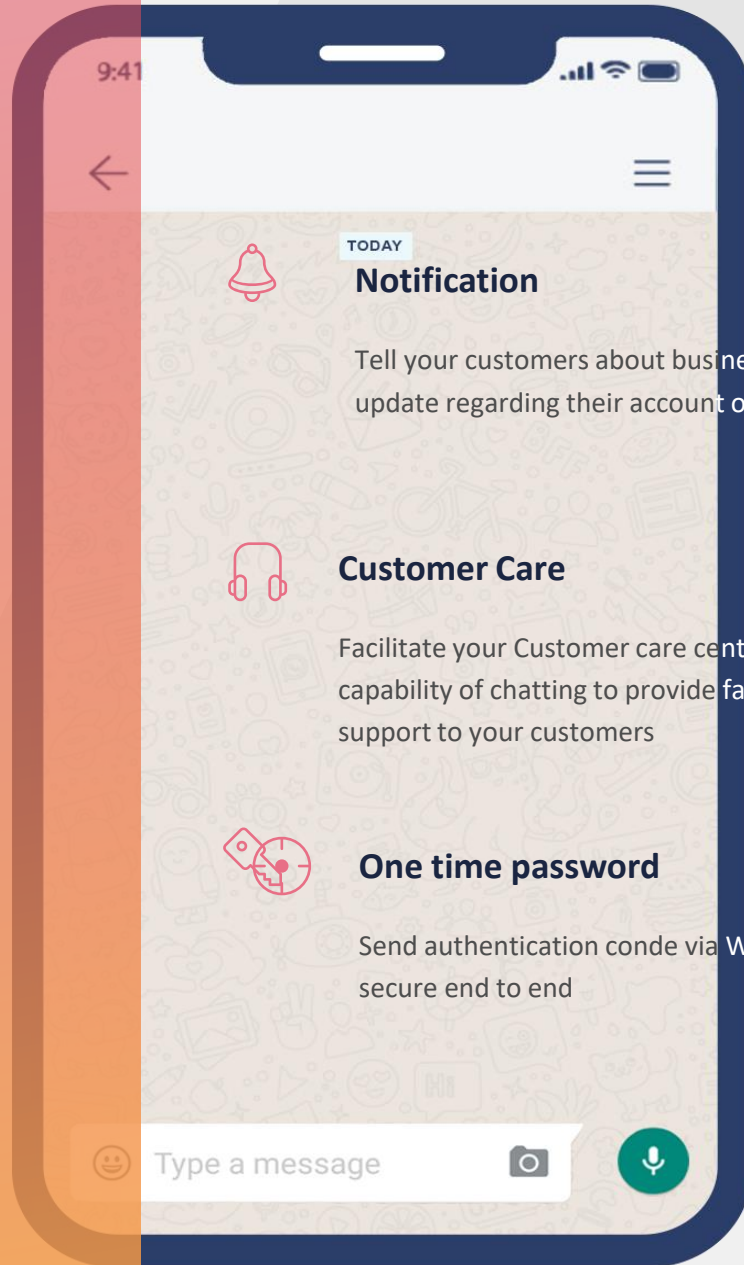 9:41
TODAY
Notification
Tell your customers about busine
update regarding their account o
Customer Care
Facilitate your Customer care cent
capability of chatting to provide fa
support to your customers
One time password
Send authentication conde via W
secure end to end
Type a message